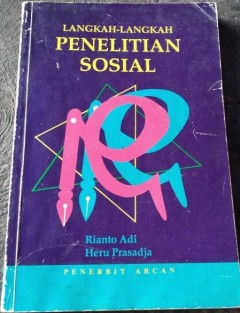 LANGKAH-LANGKAH
PENELITIAN
SOSIAL
Rianto Adi
Heru Prasadja
PENERBIT ARCAN